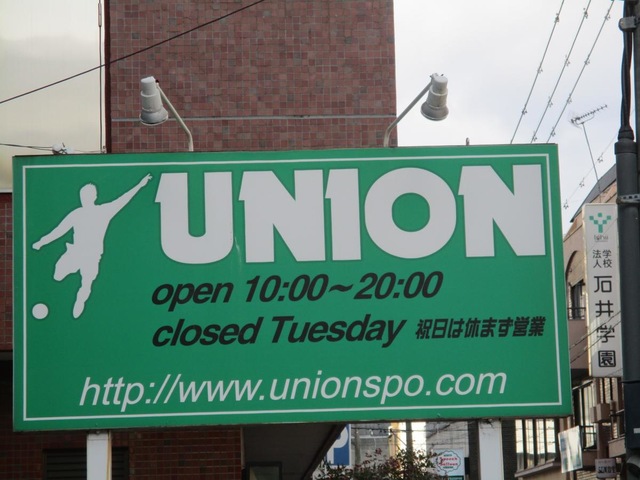 UNION
open 10:00~20:00
closed Tuesday 祝日は休まず営業
http://www.unionspo.com
学校法人 石井学園
P